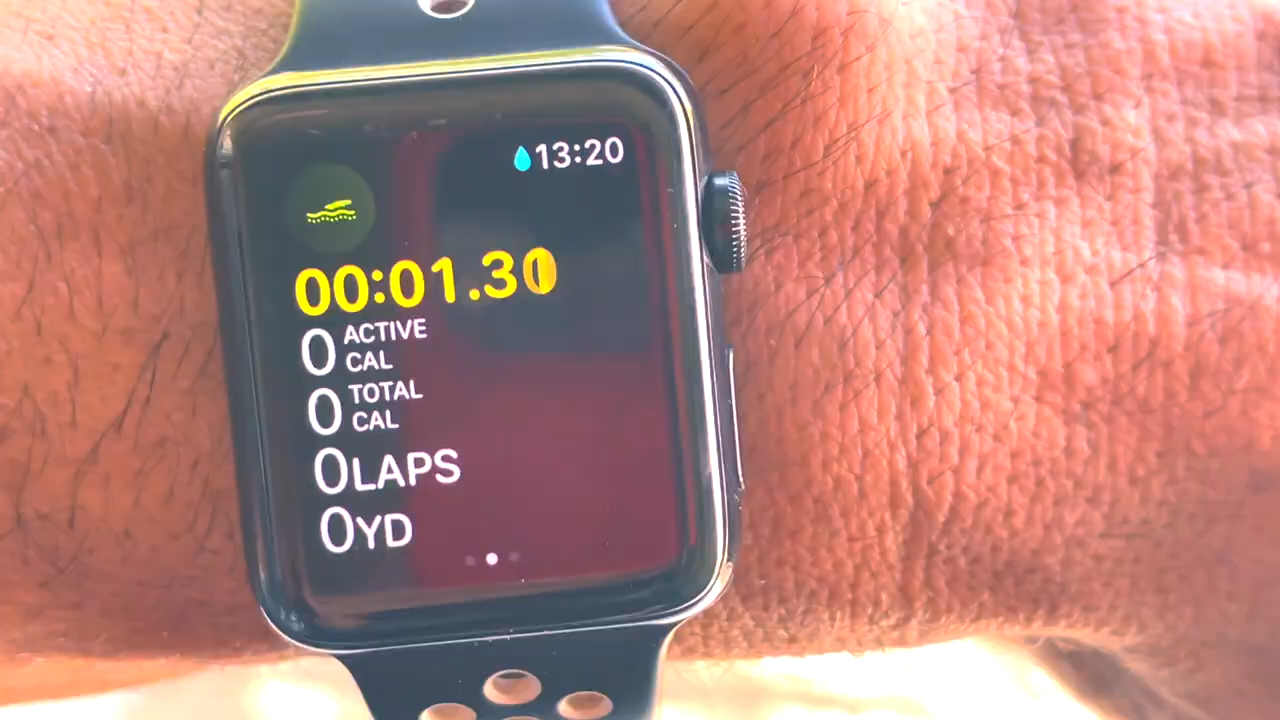 13:20
00:01.30
0 ACTIVE CAL
0 TOTAL CAL
0LAPS
0YD